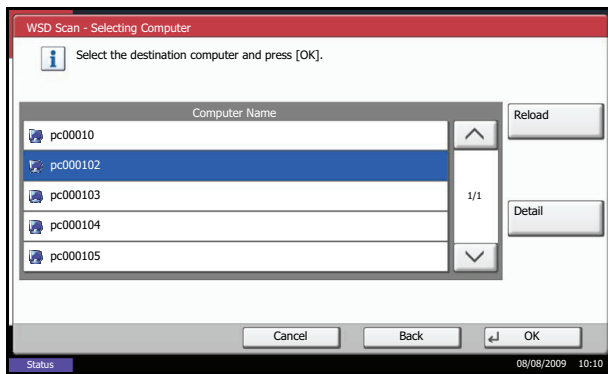 WSD Scan - Selecting Computer
Select the destination computer and press [OK].
Computer Name
Reload
pc00010
pc000102
pc000103
1/1
Detail
pc000104
pc000105
Cancel
Back
OK
Status
08/08/2009 10:10